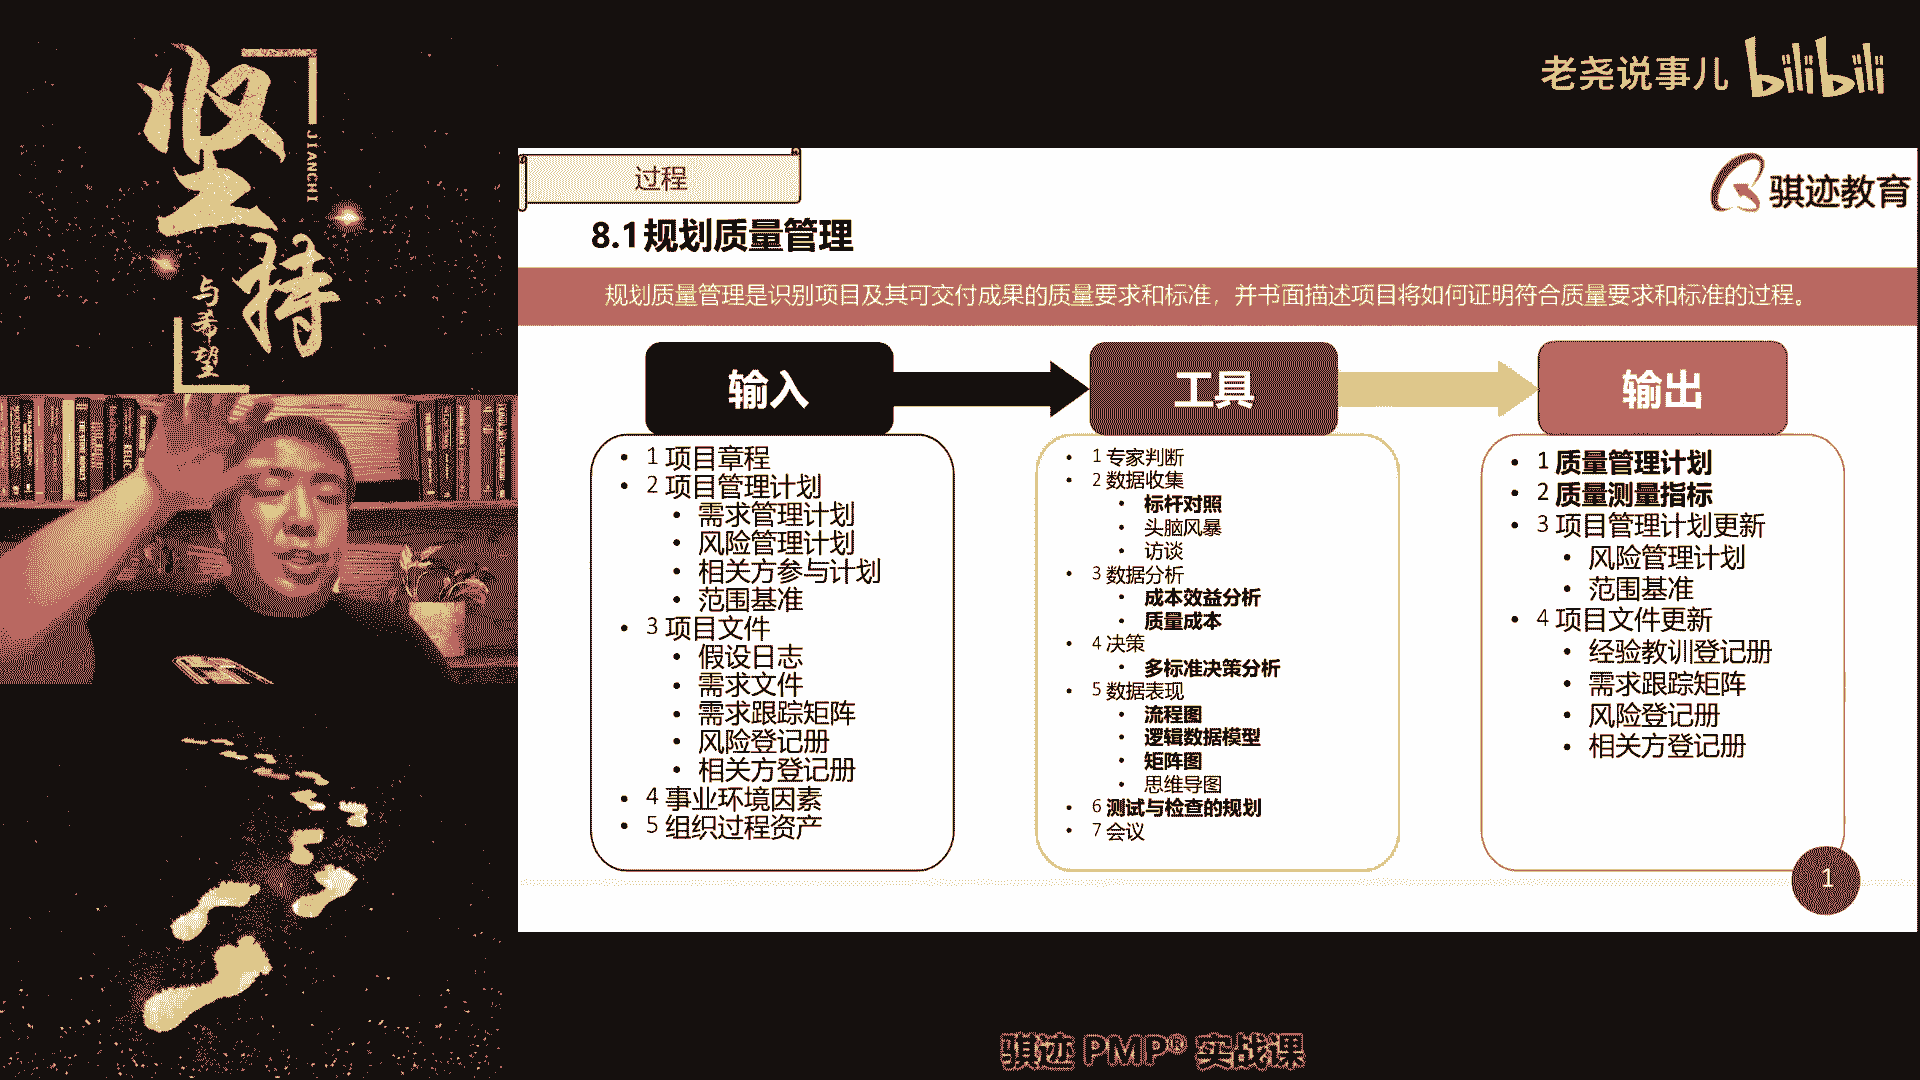 坚持
JIANCHI
与希望
老尧说事儿 bilibili
过程
骐迹教育
8.1规划质量管理
规划质量管理是识别项目及其可交付成果的质量要求和标准，并书面描述项目将如何证明符合质量要求和标准的过程。
输入
• 1 项目章程
• 2 项目管理计划
• 需求管理计划
• 风险管理计划
• 相关方参与计划
• 范围基准
• 3 项目文件
• 假设日志
• 需求文件
• 需求跟踪矩阵
• 风险登记册
• 相关方登记册
• 4 事业环境因素
• 5 组织过程资产
工具
• 1 专家判断
• 2 数据收集
• 标杆对照
• 头脑风暴
• 访谈
• 3 数据分析
• 成本效益分析
• 质量成本
• 4 决策
• 多标准决策分析
• 5 数据表现
• 流程图
• 逻辑数据模型
• 矩阵图
• 思维导图
• 6 测试与检查的规划
• 7 会议
输出
• 1 质量管理计划
• 2 质量测量指标
• 3 项目管理计划更新
• 风险管理计划
• 范围基准
• 4 项目文件更新
• 经验教训登记册
• 需求跟踪矩阵
• 风险登记册
• 相关方登记册
1
骐迹 PMP® 实战课